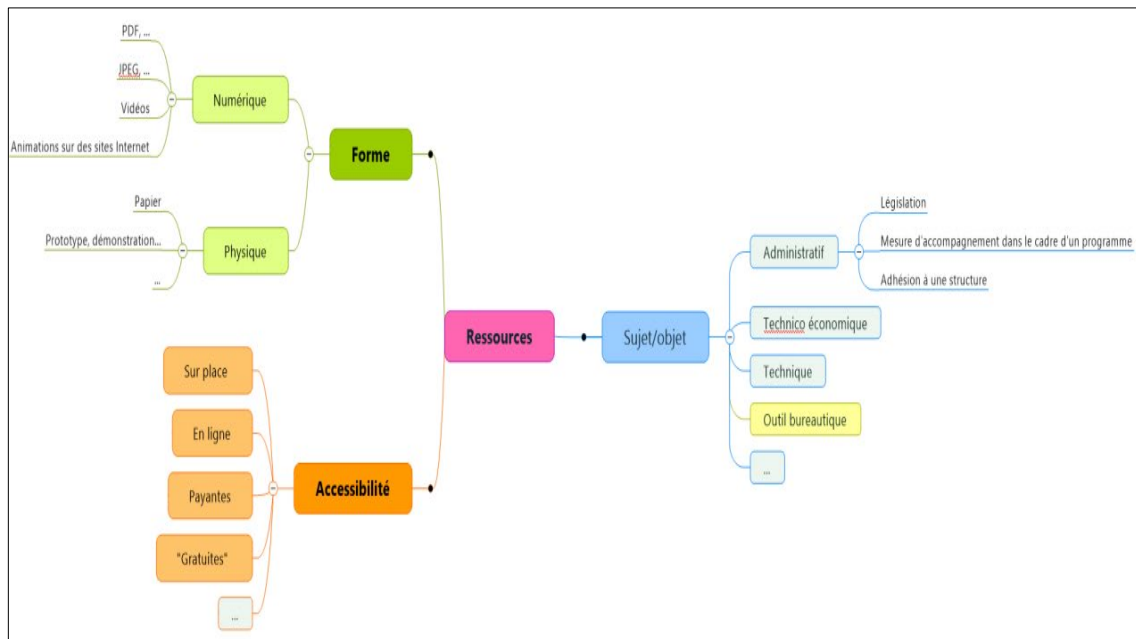 PDF, ...
JPEG, ...
Vidéos
Animations sur des sites Internet
Numérique
Forme
Papier
Prototype, démonstration...
...
Physique
Ressources
Sujet/objet
Administratif
Législation
Mesure d'accompagnement dans le cadre d'un programme
Adhésion à une structure
Technico économique
Technique
Outil bureautique
...
Sur place
En ligne
Payantes
"Gratuites"
...
Accessibilité